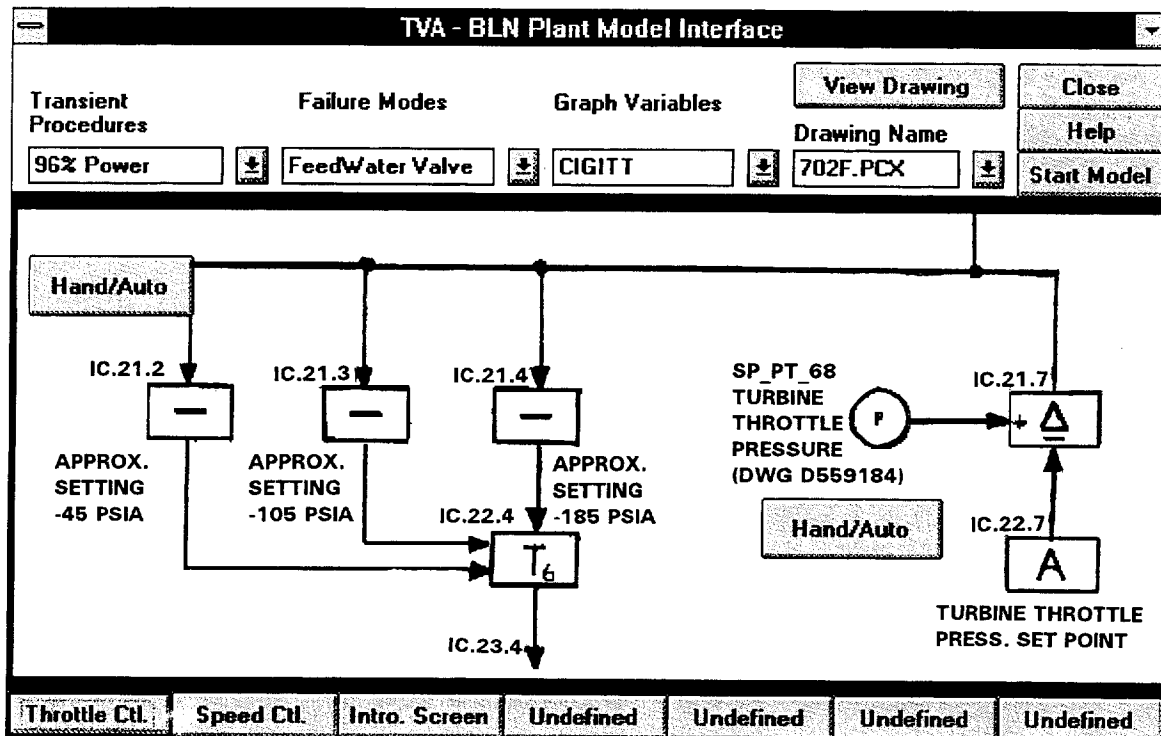 TVA - BLN Plant Model Interface
View Drawing
Close
Transient
Procedures
Failure Modes
Graph Variables
Drawing Name
Help
96% Power
FeedWater Valve
CIGITT
702F.PCX
Start Model
Hand/Auto
IC.21.2
IC.21.3
IC.21.4
SP_PT_68
TURBINE
THROTTLE
PRESSURE
(DWG D559184)
P
IC.21.7
+ Δ
APPROX.
SETTING
-45 PSIA
APPROX.
SETTING
-105 PSIA
APPROX.
SETTING
-185 PSIA
IC.22.4
T6
Hand/Auto
IC.22.7
A
TURBINE THROTTLE
PRESS. SET POINT
IC.23.4
Throttle Ctl.
Speed Ctl.
Intro. Screen
Undefined
Undefined
Undefined
Undefined